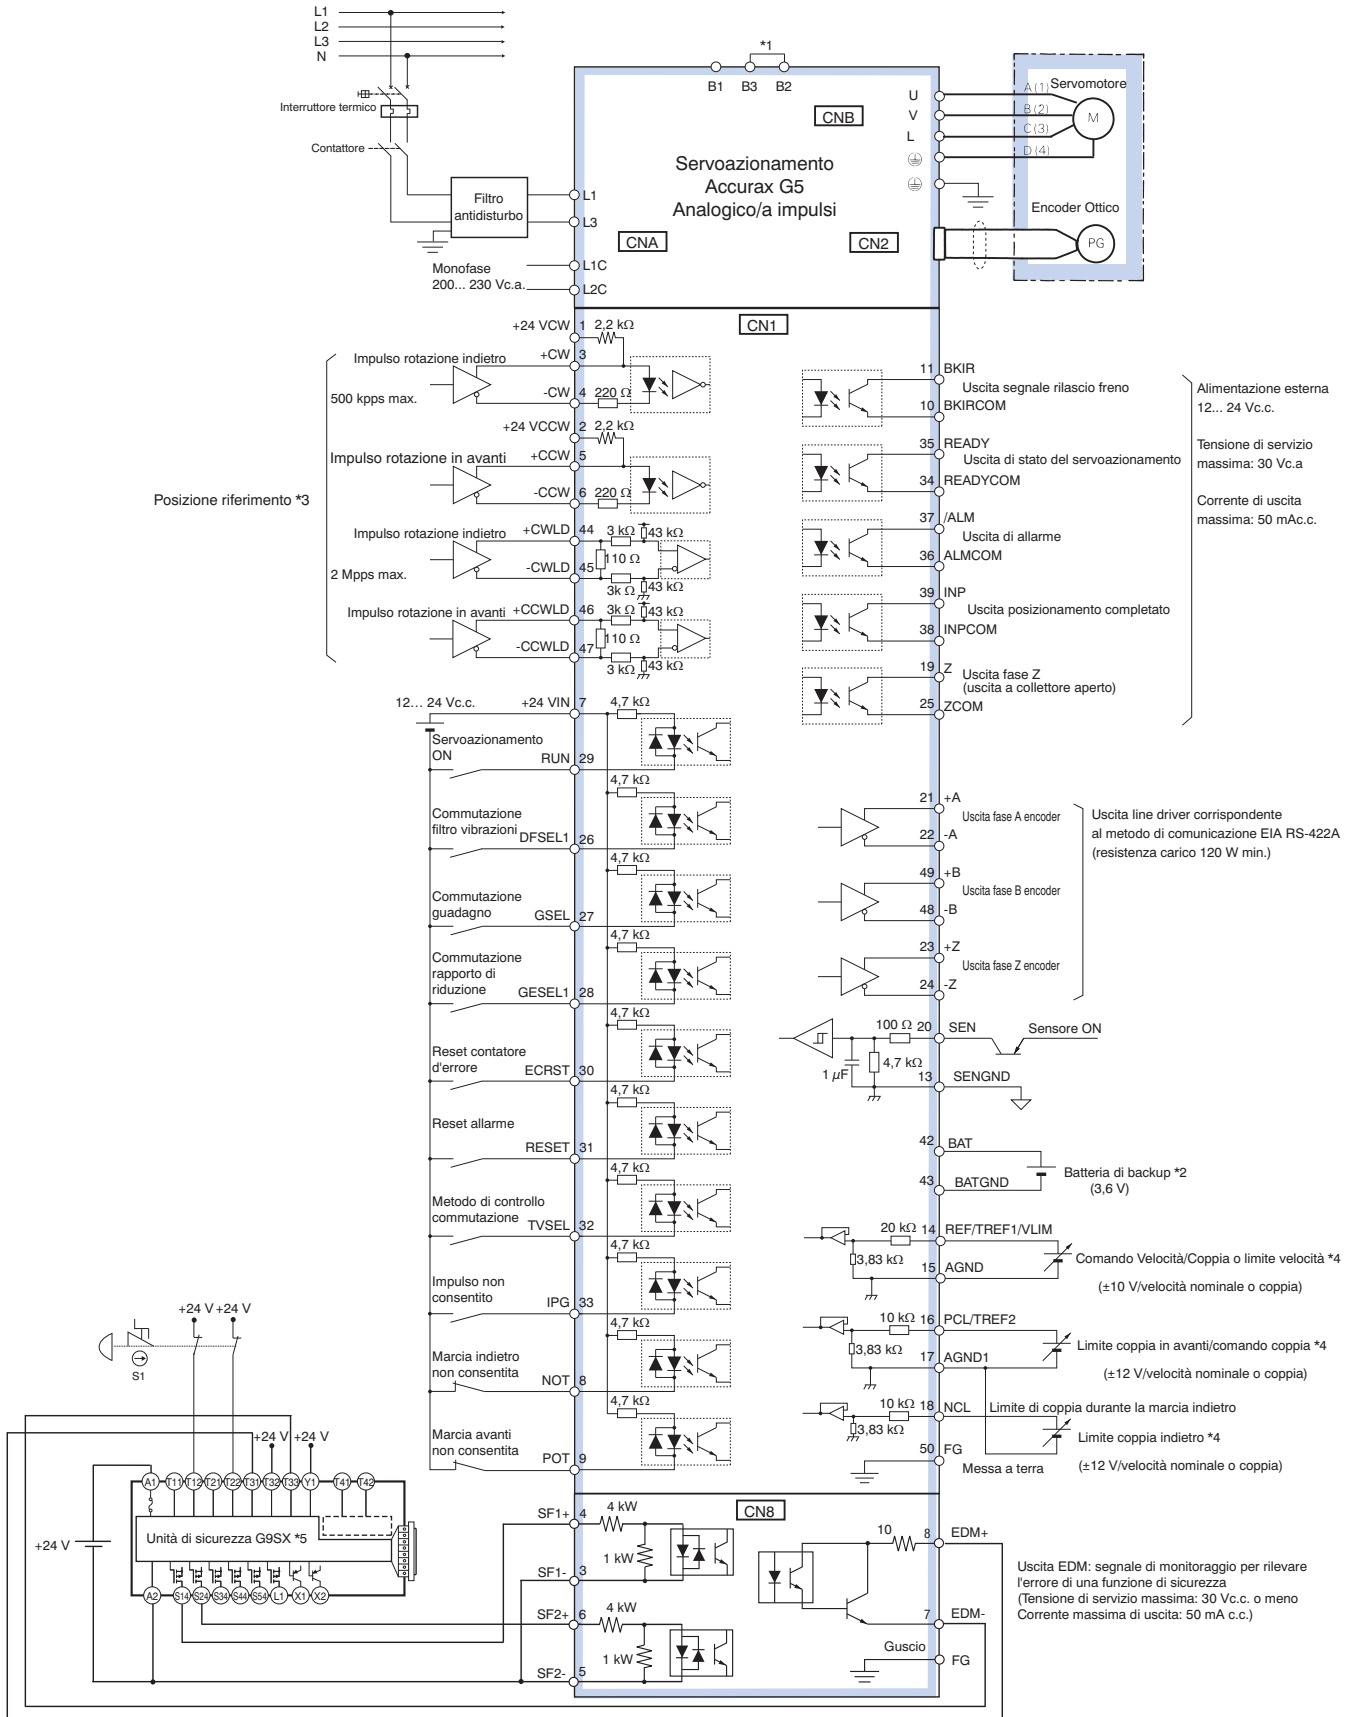 L1
L2
L3
N
Interruttore termico
Contattore
Filtro
antidisturbo
Monofase
200... 230 Vc.a.
*1
B1 B3 B2
CNB
U
V
L
Servoazionamento
Accurax G5
Analogico/a impulsi
L1
L3
CNA
CN2
L1C
L2C
A (1)
B (2)
C (3)
D (4)
Servomotore
M
Encoder Ottico
PG
CN1
Posizione riferimento *3
500 kpps max.
2 Mpps max.
+24 VCW 1 2,2 kΩ
Impulso rotazione indietro
+CW 3
-CW 4 220 Ω
+24 VCCW 2 2,2 kΩ
Impulso rotazione in avanti
+CCW 5
-CCW 6 220 Ω
Impulso rotazione indietro
+CWLD 44 3 kΩ 43 kΩ
110 Ω
-CWLD 45 3k Ω 43 kΩ
Impulso rotazione in avanti
+CCWLD 46 3k Ω 43 kΩ
110 Ω
-CCWLD 47 3 kΩ 43 kΩ
12... 24 Vc.c.
+24 VIN 7 4,7 kΩ
Servoazionamento
ON
RUN 29
4,7 kΩ
Commutazione
filtro vibrazioni
DFSEL1 26
4,7 kΩ
Commutazione
guadagno
GSEL 27
4,7 kΩ
Commutazione
rapporto di
riduzione
GESEL1 28
4,7 kΩ
Reset contatore
d'errore
ECRST 30
4,7 kΩ
Reset allarme
RESET 31
4,7 kΩ
Metodo di controllo
commutazione
TVSEL 32
4,7 kΩ
Impulso non
consentito
IPG 33
4,7 kΩ
Marcia indietro
non consentita
NOT 8
4,7 kΩ
Marcia avanti
non consentita
POT 9
11 BKIR
Uscita segnale rilascio freno
10 BKIRCOM
35 READY
Uscita di stato del servoazionamento
34 READYCOM
37 /ALM
Uscita di allarme
36 ALMCOM
39 INP
Uscita posizionamento completato
38 INPCOM
19 Z
Uscita fase Z
(uscita a collettore aperto)
25 ZCOM
Alimentazione esterna
12... 24 Vc.c.
Tensione di servizio
massima: 30 Vc.a
Corrente di uscita
massima: 50 mAc.c.
21 +A
Uscita fase A encoder
22 -A
49 +B
Uscita fase B encoder
48 -B
23 +Z
Uscita fase Z encoder
24 -Z
Uscita line driver corrispondente
al metodo di comunicazione EIA RS-422A
(resistenza carico 120 W min.)
100 Ω 20 SEN
Sensore ON
1 µF
4,7 kΩ
13 SENGND
42 BAT
43 BATGND
Batteria di backup *2
(3,6 V)
20 kΩ 14 REF/TREF1/VLIM
3,83 kΩ
15 AGND
Comando Velocità/Coppia o limite velocità *4
(±10 V/velocità nominale o coppia)
10 kΩ 16 PCL/TREF2
3,83 kΩ
17 AGND1
Limite coppia in avanti/comando coppia *4
(±12 V/velocità nominale o coppia)
10 kΩ 18 NCL
3,83 kΩ
Limite di coppia durante la marcia indietro
Limite coppia indietro *4
(±12 V/velocità nominale o coppia)
50 FG
Messa a terra
+24 V +24 V
S1
+24 V +24 V
A1 T11 T12 T21 T22 T31 T32 T33 Y1 T41 T42
Unità di sicurezza G9SX *5
+24 V
A2 S14 S24 S34 S44 S54 L1 X1 X2
CN8
SF1+ 4 4 kW
1 kW
SF1- 3
SF2+ 6 4 kW
1 kW
SF2- 5
10 8 EDM+
7 EDM-
Guscio
FG
Uscita EDM: segnale di monitoraggio per rilevare
l'errore di una funzione di sicurezza
(Tensione di servizio massima: 30 Vc.c. o meno
Corrente massima di uscita: 50 mA c.c.)